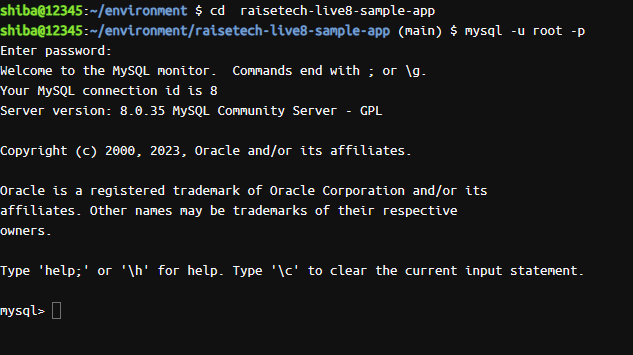 shiba@12345:~/environment $ cd  raisetech-live8-sample-app
shiba@12345:~/environment/raisetech-live8-sample-app (main) $ mysql -u root -p
Enter password:
Welcome to the MySQL monitor.  Commands end with ; or \g.
Your MySQL connection id is 8
Server version: 8.0.35 MySQL Community Server - GPL

Copyright (c) 2000, 2023, Oracle and/or its affiliates.

Oracle is a registered trademark of Oracle Corporation and/or its
affiliates. Other names may be trademarks of their respective
owners.

Type 'help;' or '\h' for help. Type '\c' to clear the current input statement.

mysql>